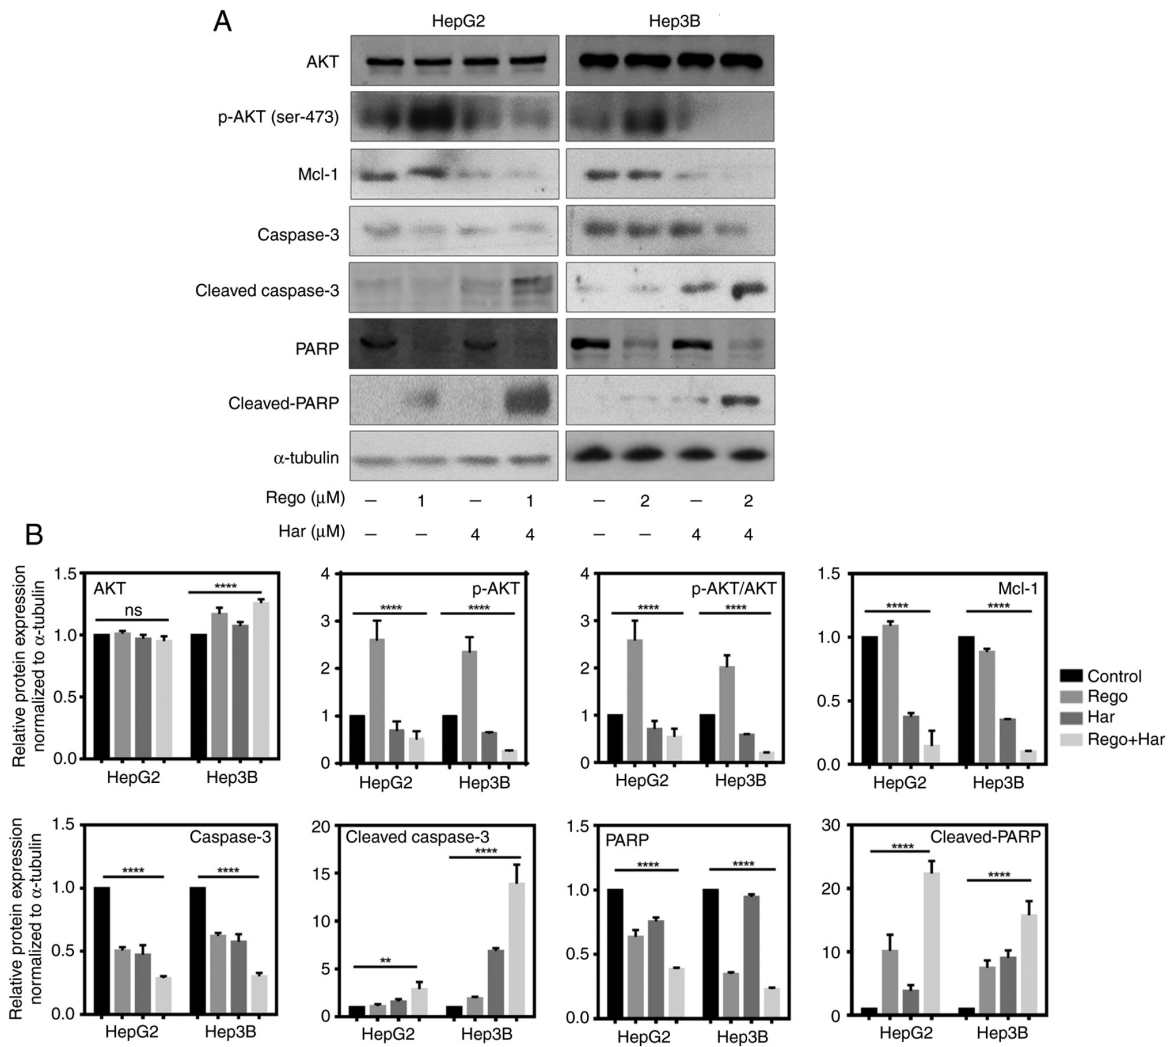 A
HepG2 Hep3B
AKT
p-AKT (ser-473)
Mcl-1
Caspase-3
Cleaved caspase-3
PARP
Cleaved-PARP
α-tubulin
Rego (μM) – 1 – 1 – 2 – 2
Har (μM) – – 4 4 – – 4 4
B
Relative protein expression
normalized to α-tubulin
1.5
1.0
0.5
0.0
AKT
ns
****
HepG2 Hep3B
4
3
2
1
0
p-AKT
**** ****
HepG2 Hep3B
4
3
2
1
0
p-AKT/AKT
**** ****
HepG2 Hep3B
1.5
1.0
0.5
0.0
Mcl-1
**** ****
HepG2 Hep3B
Control
Rego
Har
Rego+Har
Relative protein expression
normalized to α-tubulin
1.5
1.0
0.5
0.0
Caspase-3
**** ****
HepG2 Hep3B
20
15
10
5
0
Cleaved caspase-3
**
****
HepG2 Hep3B
1.5
1.0
0.5
0.0
PARP
**** ****
HepG2 Hep3B
30
20
10
0
Cleaved-PARP
****
****
HepG2 Hep3B